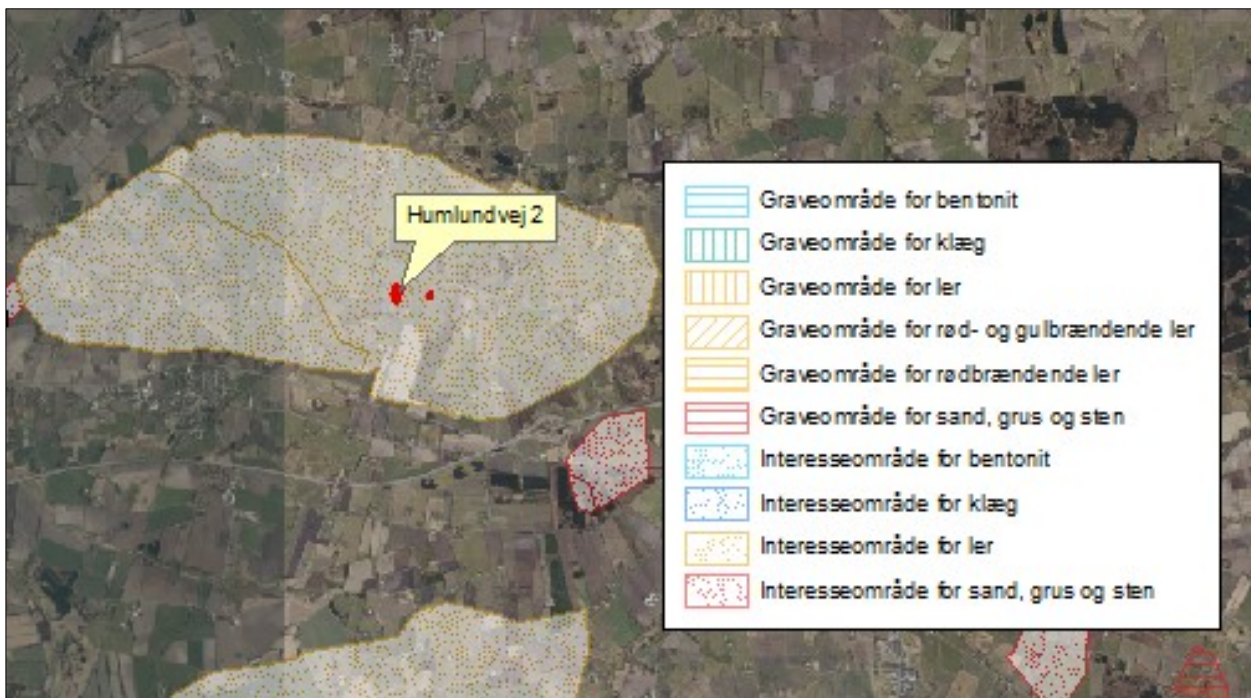 Humlundvej 2
Graveområde for bentonit
Graveområde for klæg
Graveområde for ler
Graveområde for rød- og gulbrændende ler
Graveområde for rødbrændende ler
Graveområde for sand, grus og sten
Interesseområde for bentonit
Interesseområde for klæg
Interesseområde for ler
Interesseområde for sand, grus og sten